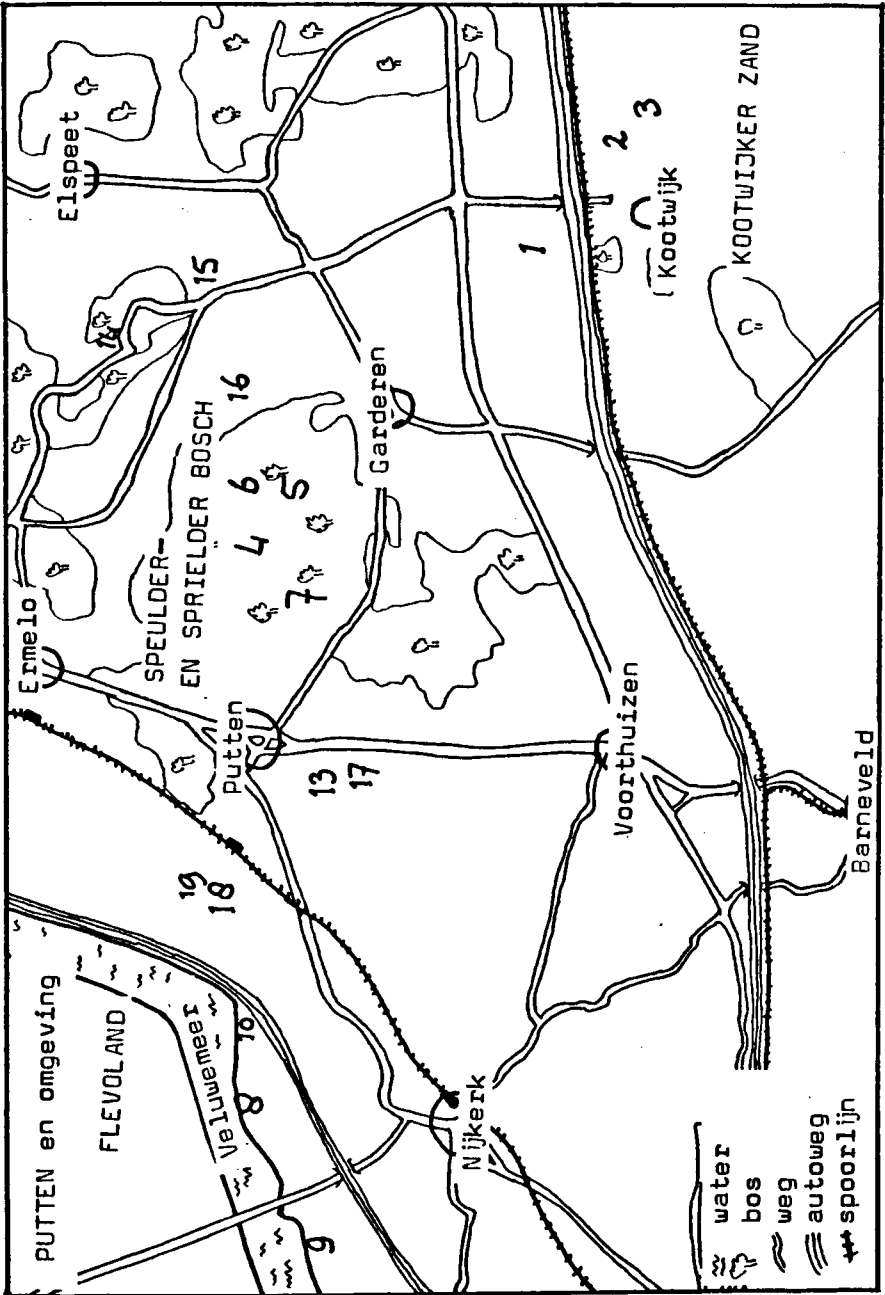 PUTTEN en omgeving
Ermelo
Elspeet
FLEVOLAND
14
SPEULDER-
EN SPRIELDER BOSCH
15
19
18
Veluwemeer
Putten
16
10
8
4
6
5
7
9
13
17
Garderen
Nijkerk
1
2
3
Voorthuizen
Kootwijk
KOOTWIJKER ZAND
water
bos
weg
autoweg
spoorlijn
Barneveld